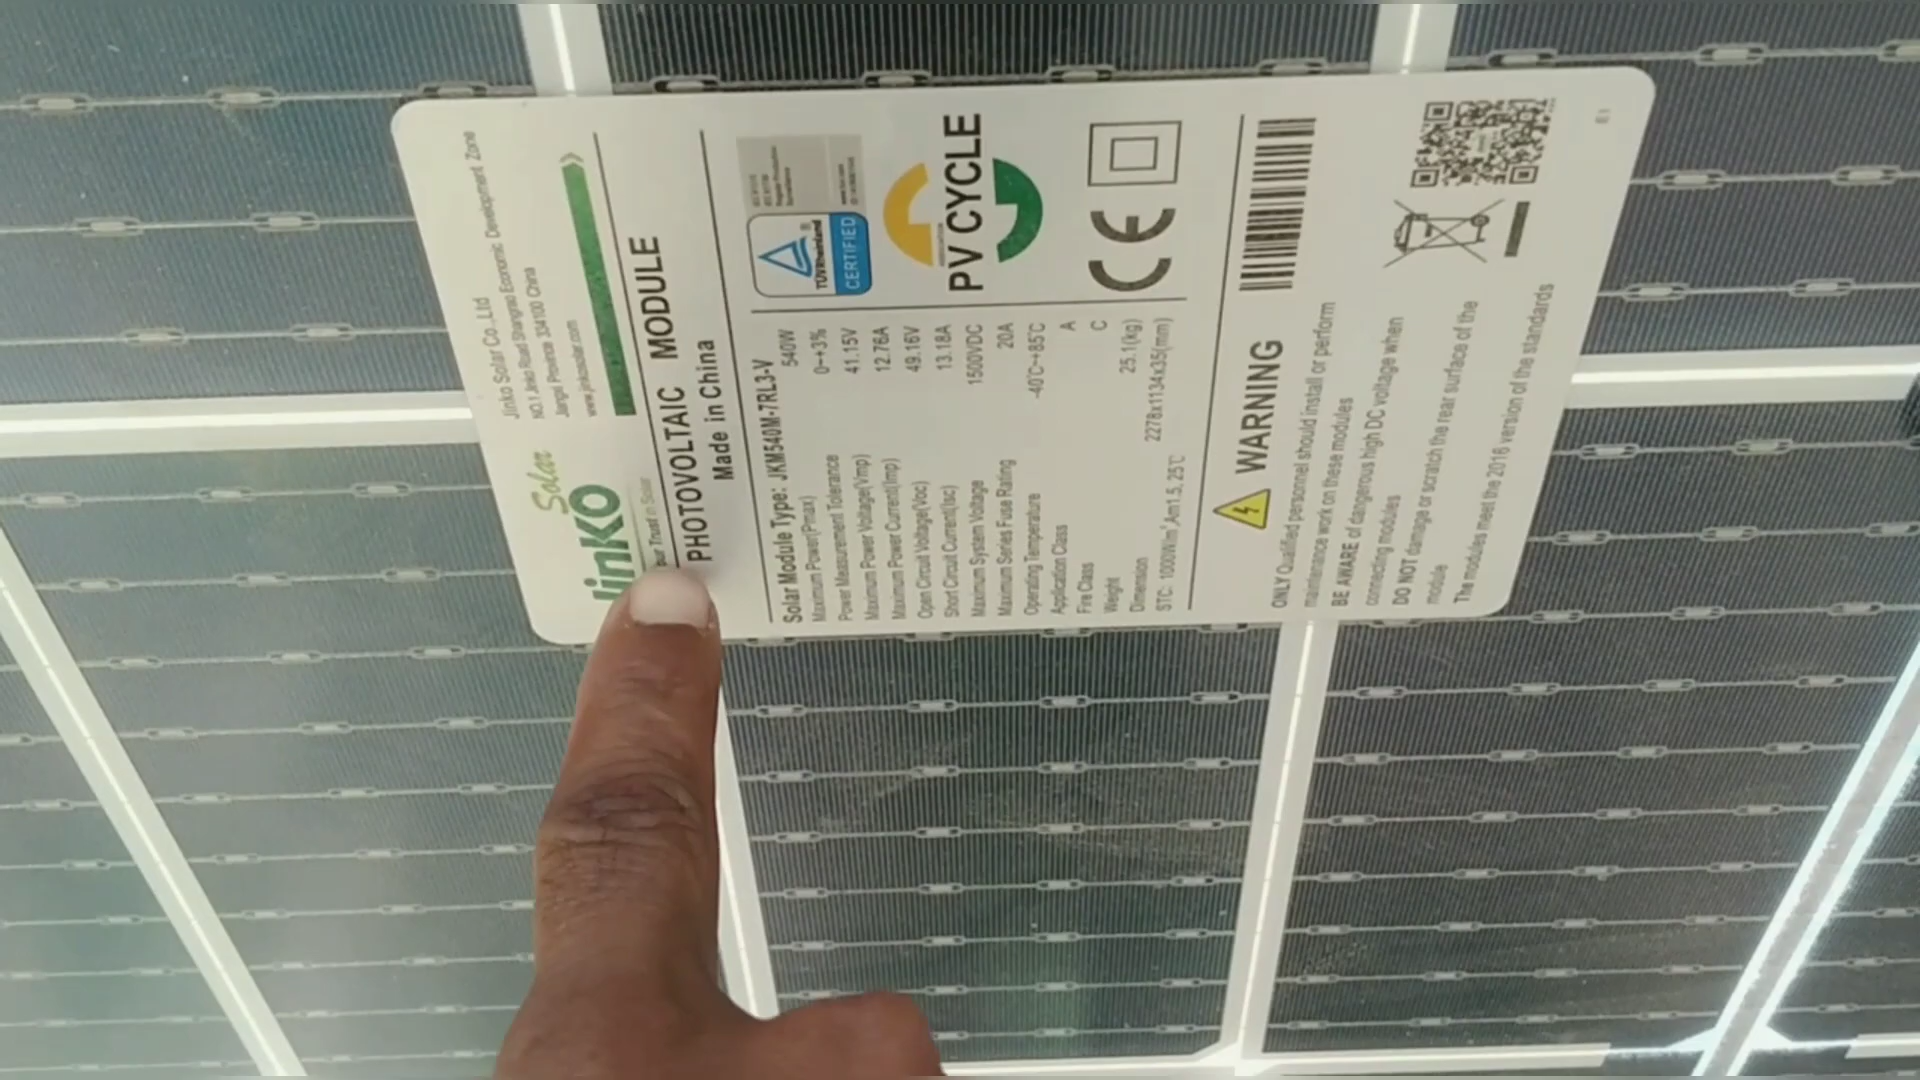 Solar
JinKO
Your Trust in Solar
Jinko Solar Co.,Ltd
NO.1 Jinko Road Shangrao Economic Development Zone
Jangxi Province 334100 China
www.jinkosolar.com
PHOTOVOLTAIC MODULE
Made in China
Solar Module Type: JKM540M-7RL3-V
Maximum Power(Pmax) 540W
Power Measurement Tolerance 0~+3%
Maximum Power Voltage(Vmp) 41.15V
Maximum Power Current(Imp) 12.76A
Open Circuit Voltage(Voc) 49.16V
Short Circuit Current(Isc) 13.18A
Maximum System Voltage 1500VDC
Maximum Series Fuse Rating 20A
Operating Temperature -40℃~+85℃
Application Class A
Fire Class C
Weight 25.1(kg)
Dimension 2278x1134x35(mm)
STC: 1000W/m², Am1.5, 25℃
TÜVRheinland®
CERTIFIED
PV CYCLE
CE
WARNING
ONLY Qualified personnel should install or perform
maintenance work on these modules
BE AWARE of dangerous high DC voltage when
connecting modules
DO NOT damage or scratch the rear surface of the
module
The modules meet the 2016 version of the standards